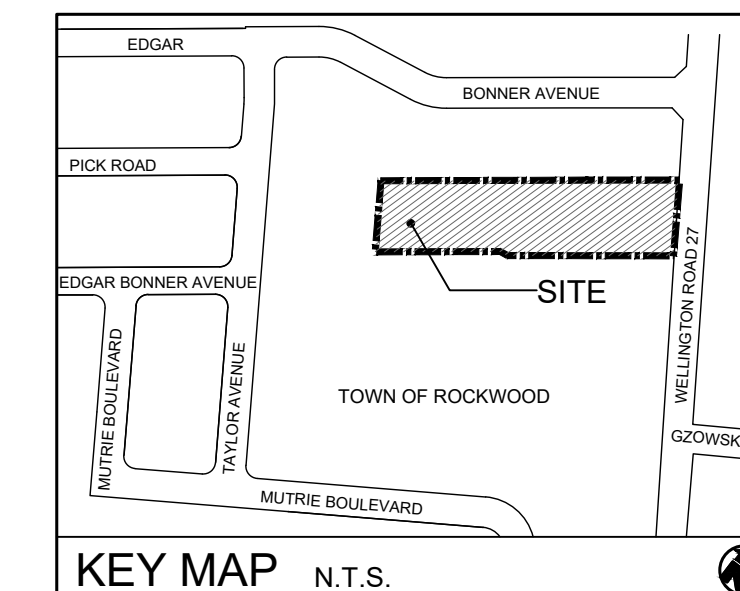 EDGAR
BONNER AVENUE
PICK ROAD
EDGAR BONNER AVENUE
SITE
WELLINGTON ROAD 27
MUTRIE BOULEVARD
TAYLOR AVENUE
TOWN OF ROCKWOOD
GZOWSK
MUTRIE BOULEVARD
KEY MAP N.T.S.